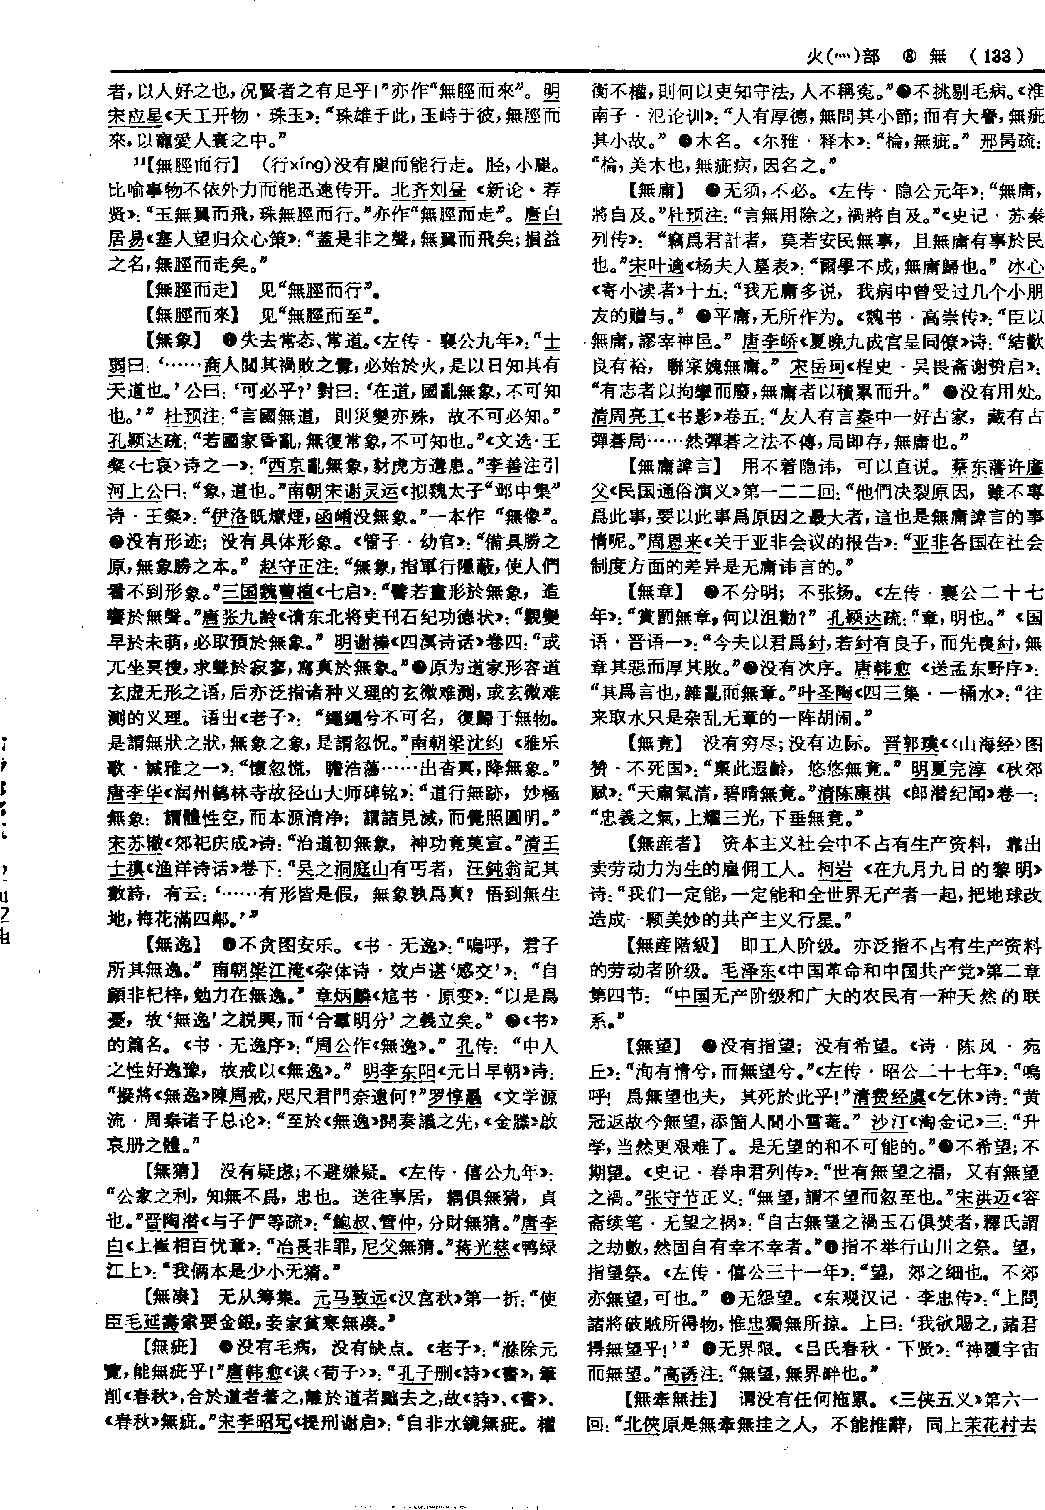 火(灬)部 ⑧ 無 (133)
者，以人好之也，况賢者之有足乎！”亦作“無脛而來”。明
宋应星《天工开物·珠玉》：“珠雄于此，玉峙于彼，無脛而
來，以寵愛人寰之中。”
11【無脛而行】 （行xíng)没有腿而能行走。胫，小腿。
比喻事物不依外力而能迅速传开。北齐刘昼《新论·荐
贤》：“玉無翼而飛，珠無脛而行。”亦作“無脛而走”。唐白
居易《塞人望归众心策》：“蓋是非之聲，無翼而飛矣；損益
之名，無脛而走矣。”
【無脛而走】 见“無脛而行”。
【無脛而來】 见“無脛而至”。
【無象】 ❶失去常态、常道。《左传·襄公九年》：“士
弱曰：‘……商人閲其禍敗之釁，必始於火，是以日知其有
天道也。’公曰：‘可必乎？’對曰：‘在道，國亂無象，不可知
也。’” 杜预注：“言國無道，則災變亦殊，故不可必知。”
孔颖达疏：“若國家昏亂，無復常象，不可知也。”《文选·王
粲〈七哀〉诗之一》：“西京亂無象，豺虎方遘患。”李善注引
河上公曰：“象，道也。”南朝宋谢灵运《拟魏太子“邺中集”
诗·王粲》：“伊洛既燎煙，函崤没無象。”一本作“無像”。
❷没有形迹；没有具体形象。《管子·幼官》：“備具勝之
原，無象勝之本。” 赵守正注：“無象，指軍行隱蔽，使人們
看不到形象。”三国魏曹植《七启》：“譬若畫形於無象，造
響於無聲。”唐张九龄《请东北将吏刊石纪功德状》：“觀變
早於未萌，必取預於無象。” 明谢榛《四溟诗话》卷四：“或
兀坐冥搜，求聲於寂寥，寫真於無象。”❸原为道家形容道
玄虚无形之语，后亦泛指诸种义理的玄微难测，或玄微难
测的义理。语出《老子》：“繩繩兮不可名，復歸于無物。
是謂無狀之狀，無象之象，是謂忽怳。”南朝梁沈约《雅乐
歌·諴雅之一》：“懷忽慌，瞻浩蕩……出杳冥，降無象。”
唐李华《润州鹤林寺故径山大师碑铭》：“道行無跡，妙極
無象；謂體性空，而本源清净；謂諸見滅，而覺照圓明。”
宋苏辙《郊祀庆成》诗：“治道初無象，神功竟莫宣。”清王
士禛《渔洋诗话》卷下：“吴之洞庭山有丐者，汪鈍翁記其
數詩，有云：‘……有形皆是假，無象孰爲真？悟到無生
地，梅花滿四鄰。’”
【無逸】 ❶不贪图安乐。《书·无逸》：“嗚呼，君子
所其無逸。” 南朝梁江淹《杂体诗·效卢谌‘感交’》：“自
顧非杞梓，勉力在無逸。” 章炳麟《訄书·原变》：“以是爲
憂，故‘無逸’之説興，而‘合羣明分’之義立矣。” ❷《书》
的篇名。《书·无逸序》：“周公作《無逸》。”孔传：“中人
之性好逸豫，故戒以《無逸》。” 明李东阳《元日早朝》诗：
“擬將《無逸》陳周戒，咫尺君門奈遠何？”罗惇曧《文学源
流·周秦诸子总论》：“至於《無逸》開奏議之先，《金縢》啟
哀册之體。”
【無猜】 没有疑虑；不避嫌疑。《左传·僖公九年》：
“公家之利，知無不爲，忠也。送往事居，耦俱無猜，貞
也。”晋陶潜《与子俨等疏》：“鮑叔、管仲，分財無猜。”唐李
白《上崔相百忧章》：“冶長非罪，尼父無猜。”蒋光慈《鸭绿
江上》：“我俩本是少小无猜。”
【無凑】 无从筹集。元马致远《汉宫秋》第一折：“使
臣毛延壽索要金銀，妾家貧寒無凑。”
【無疵】 ❶没有毛病，没有缺点。《老子》：“滌除元
覽，能無疵乎！”唐韩愈《读〈荀子〉》：“孔子删《詩》《書》，筆
削《春秋》，合於道者著之，離於道者黜去之，故《詩》、《書》、
《春秋》無疵。”宋李昭玘《提刑谢启》：“自非水鏡無疵。權
衡不權，則何以吏知守法，人不稱寃。”❷不挑剔毛病。《淮
南子·氾论训》：“人有厚德，無問其小節；而有大譽，無疵
其小故。” ❸木名。《尔雅·释木》：“棆，無疵。” 邢昺疏：
“棆，美木也，無疵病，因名之。”
【無庸】 ❶无须，不必。《左传·隐公元年》：“無庸，
將自及。”杜预注：“言無用除之，禍將自及。”《史记·苏秦
列传》：“竊爲君計者，莫若安民無事，且無庸有事於民
也。”宋叶適《杨夫人墓表》：“爾學不成，無庸歸也。” 冰心
《寄小读者》十五：“我无庸多说，我病中曾受过几个小朋
友的赠与。” ❷平庸，无所作为。《魏书·高崇传》：“臣以
無庸，謬宰神邑。” 唐李峤《夏晚九成宫呈同僚》诗：“結歡
良有裕，聯寀媿無庸。” 宋岳珂《桯史·吴畏斋谢贽启》：
“有志者以拘攣而廢，無庸者以積累而升。” ❸没有用处。
清周亮工《书影》卷五：“友人有言秦中一好古家，藏有古
彈碁局……然彈碁之法不傳，局即存，無庸也。”
【無庸諱言】 用不着隐讳，可以直说。蔡东藩许廑
父《民国通俗演义》第一二二回：“他們决裂原因，雖不專
爲此事，要以此事爲原因之最大者，這也是無庸諱言的事
情呢。”周恩来《关于亚非会议的报告》：“亚非各国在社会
制度方面的差异是无庸讳言的。”
【無章】 ❶不分明；不张扬。《左传·襄公二十七
年》：“賞罰無章，何以沮勸？” 孔颖达疏：“章，明也。”《国
语·晋语一》：“今夫以君爲紂，若紂有良子，而先喪紂，無
章其惡而厚其敗。”❷没有次序。唐韩愈《送孟东野序》：
“其爲言也，雜亂而無章。”叶圣陶《四三集·一桶水》：“往
来取水只是杂乱无章的一阵胡闹。”
【無竟】 没有穷尽；没有边际。晋郭璞《〈山海经〉图
赞·不死国》：“稟此遐齡，悠悠無竟。” 明夏完淳《秋郊
赋》：“天肅氣清，碧晴無竟。”清陈康祺《郎潜纪闻》卷一：
“忠義之氣，上燭三光，下垂無竟。”
【無産者】 资本主义社会中不占有生产资料，靠出
卖劳动力为生的雇佣工人。柯岩《在九月九日的黎明》
诗：“我们一定能，一定能和全世界无产者一起，把地球改
造成一颗美妙的共产主义行星。”
【無産階級】 即工人阶级。亦泛指不占有生产资料
的劳动者阶级。毛泽东《中国革命和中国共产党》第二章
第四节：“中国无产阶级和广大的农民有一种天然的联
系。”
【無望】 ❶没有指望；没有希望。《诗·陈风·宛
丘》：“洵有情兮，而無望兮。”《左传·昭公二十七年》：“嗚
呼！爲無望也夫，其死於此乎！”清费经虞《乞休》诗：“黄
冠返故今無望，添箇人間小雪菴。” 沙汀《淘金记》三：“升
学，当然更艰难了。是无望的和不可能的。”❷不希望；不
期望。《史记·春申君列传》：“世有無望之福，又有無望
之禍。”张守节正义：“無望，謂不望而忽至也。”宋洪迈《容
斋续笔·无望之祸》：“自古無望之禍玉石俱焚者，釋氏謂
之劫數，然固自有幸不幸者。”❸指不举行山川之祭。望，
指望祭。《左传·僖公三十一年》：“望，郊之细也。不郊
亦無望，可也。” ❹无怨望。《东观汉记·李忠传》：“上問
諸將破賊所得物，惟忠獨無所掠。上曰：‘我欲賜之，諸君
得無望乎！’” ❺无界限。《吕氏春秋·下贤》：“神覆宇宙
而無望。”高诱注：“無望，無界畔也。”
【無牽無挂】 谓没有任何拖累。《三侠五义》第六一
回：“北俠原是無牽無挂之人，不能推辭，同上茉花村去